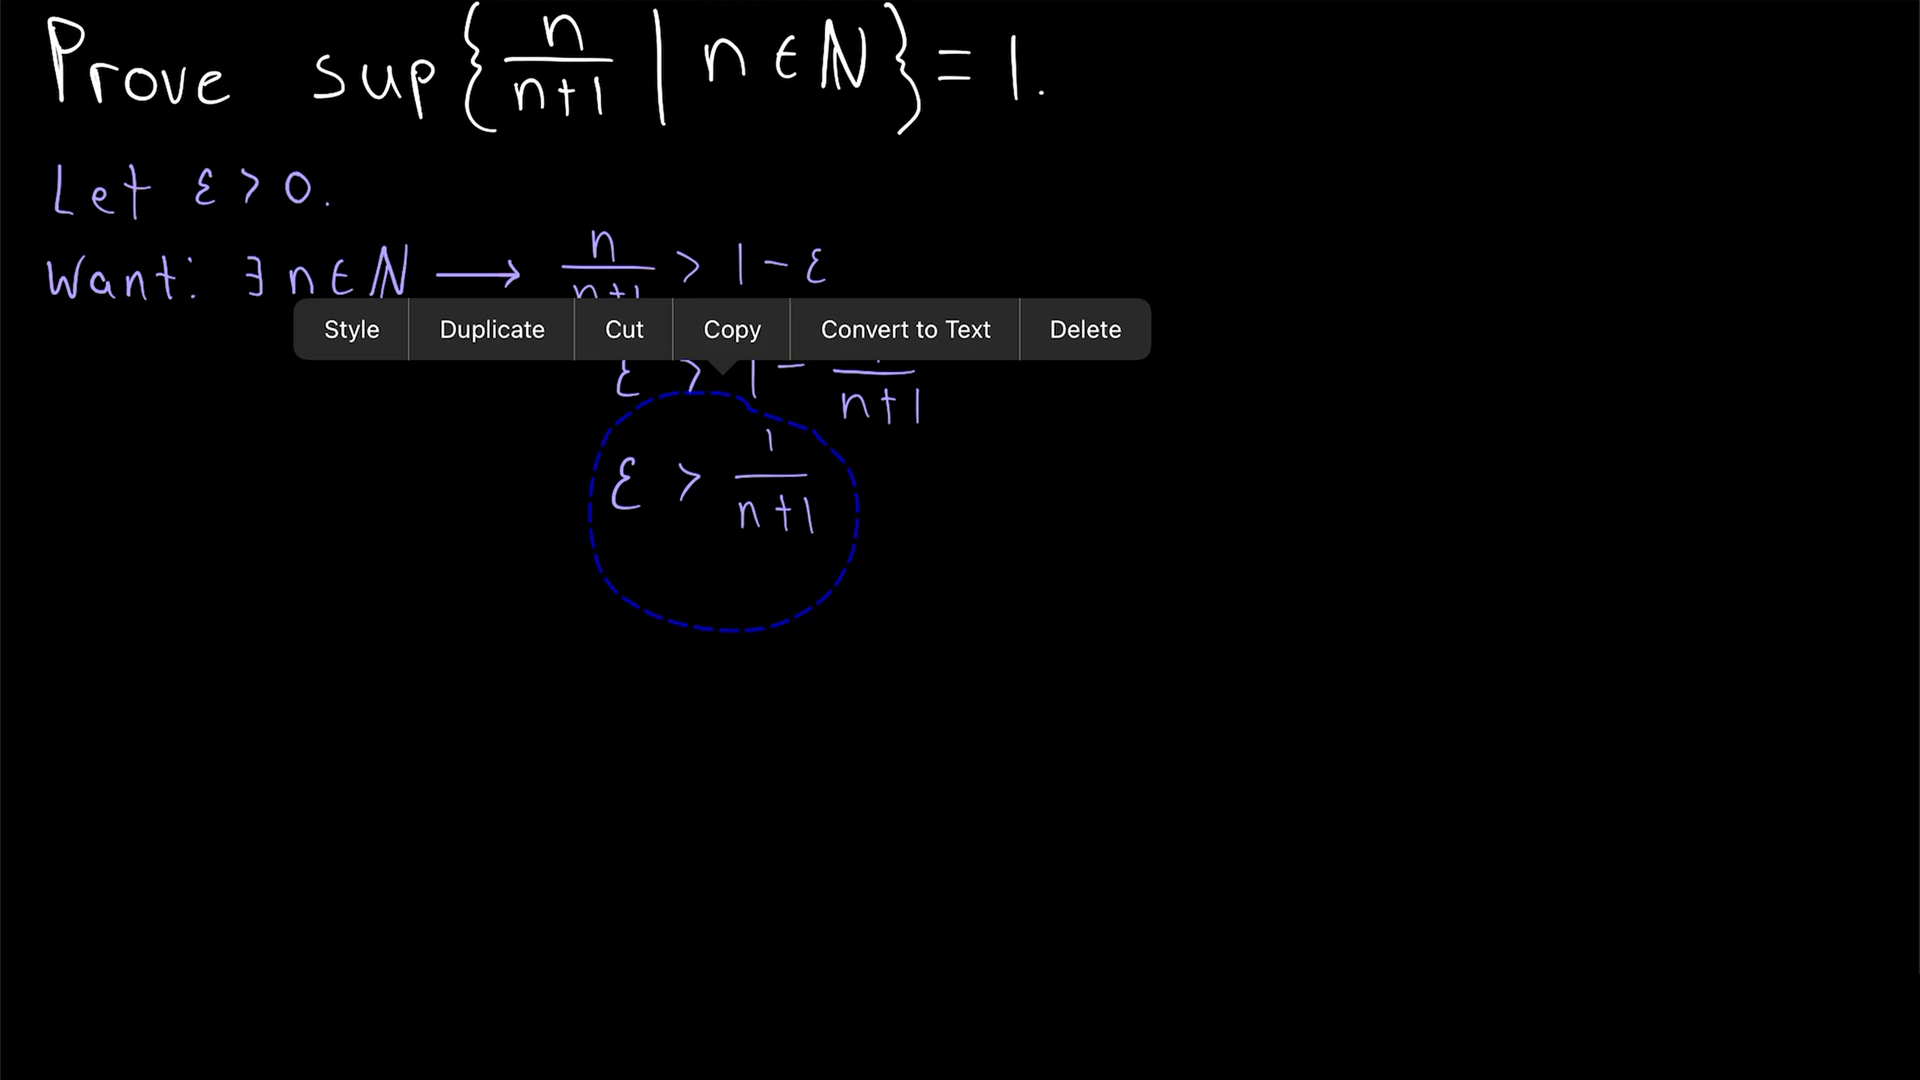 Prove sup{n/(n+1) | n ∈ ℕ} = 1.
Let ε > 0.
Want: ∃ n ∈ ℕ ⟶ n/(n+1) > 1 - ε
Style Duplicate Cut Copy Convert to Text Delete
ε > 1 - /(n+1)
ε > 1/(n+1)